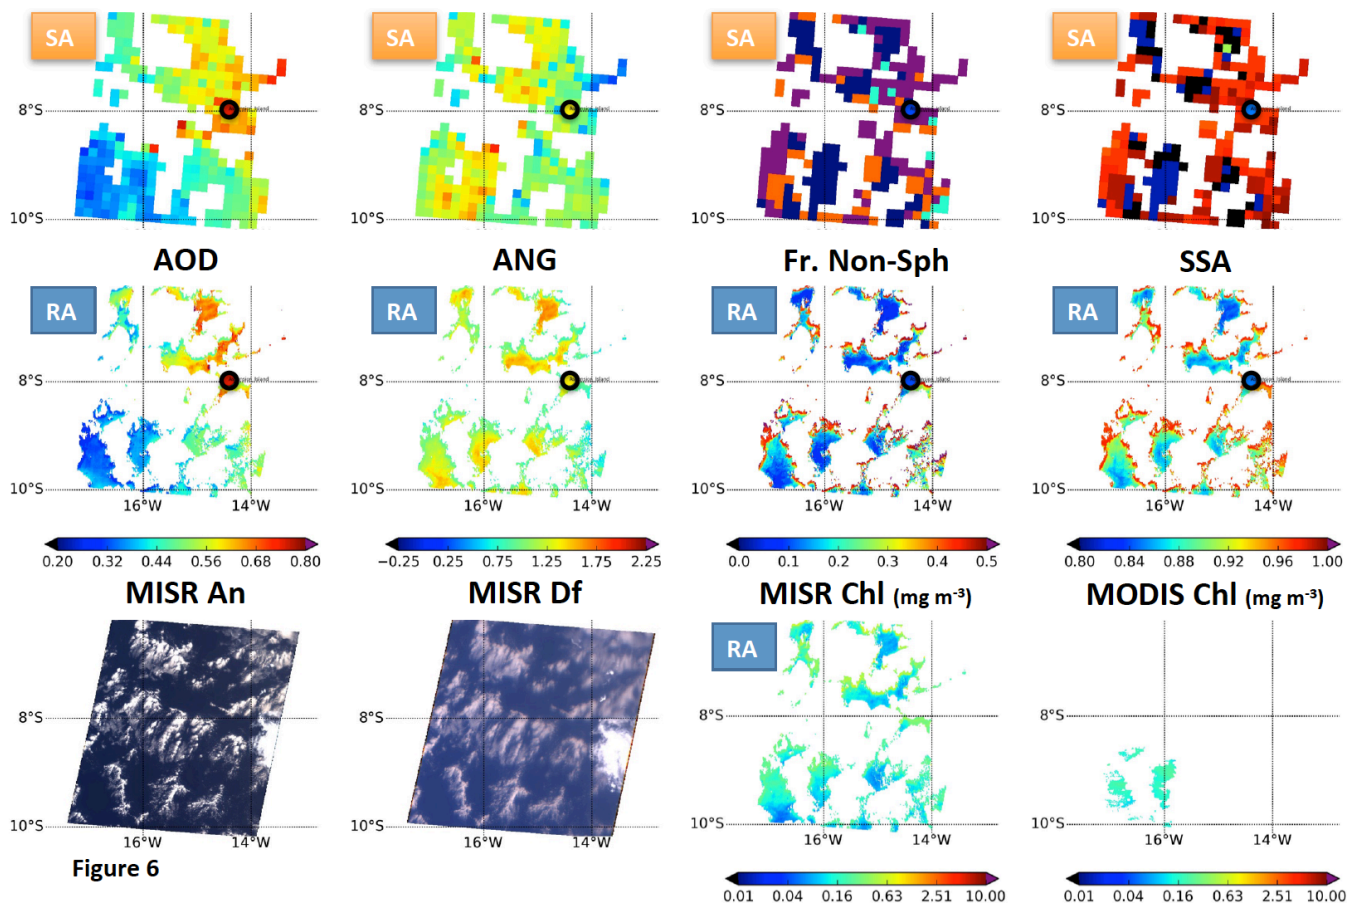 SA SA SA SA
8°S 8°S 8°S 8°S
10°S 10°S 10°S 10°S
AOD ANG Fr. Non-Sph SSA
RA RA RA RA
8°S 8°S 8°S 8°S
10°S 10°S 10°S 10°S
16°W 14°W 16°W 14°W 16°W 14°W 16°W 14°W
0.20 0.32 0.44 0.56 0.68 0.80 −0.25 0.25 0.75 1.25 1.75 2.25 0.0 0.1 0.2 0.3 0.4 0.5 0.80 0.84 0.88 0.92 0.96 1.00
MISR An MISR Df MISR Chl (mg m⁻³) MODIS Chl (mg m⁻³)
RA
8°S 8°S 8°S 8°S
10°S 10°S 10°S 10°S
16°W 14°W 16°W 14°W 16°W 14°W 16°W 14°W
Figure 6
0.01 0.04 0.16 0.63 2.51 10.00 0.01 0.04 0.16 0.63 2.51 10.00